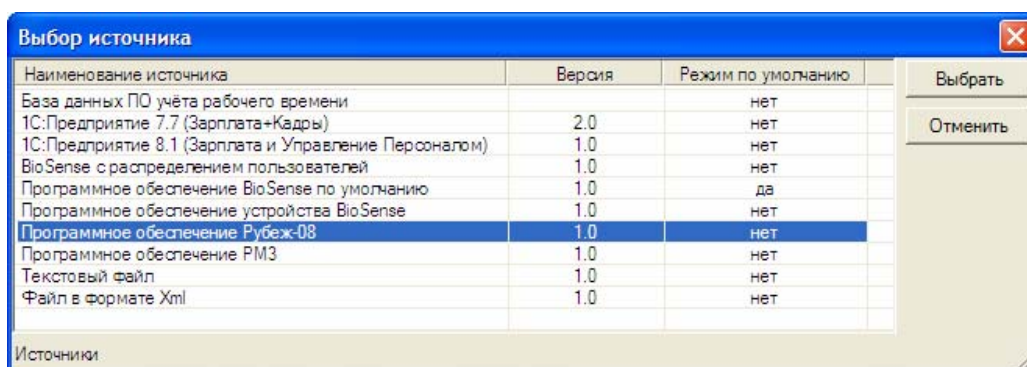 Выбор источника
Наименование источника Версия Режим по умолчанию
База данных ПО учёта рабочего времени нет
1С:Предприятие 7.7 (Зарплата+Кадры) 2.0 нет
1С:Предприятие 8.1 (Зарплата и Управление Персоналом) 1.0 нет
BioSense с распределением пользователей 1.0 нет
Программное обеспечение BioSense по умолчанию 1.0 да
Программное обеспечение устройства BioSense 1.0 нет
Программное обеспечение Рубеж-08 1.0 нет
Программное обеспечение РМЗ 1.0 нет
Текстовый файл 1.0 нет
Файл в формате Xml 1.0 нет
Выбрать
Отменить
Источники